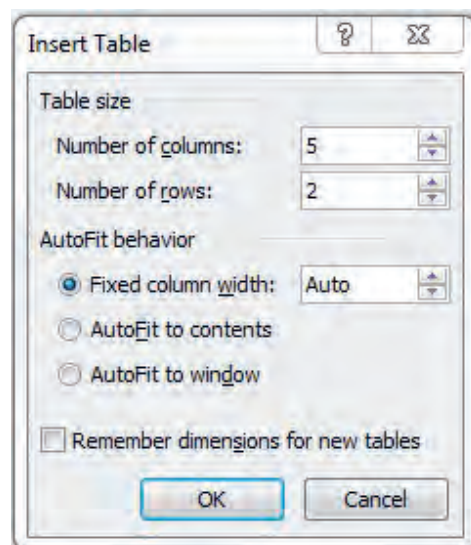 Insert Table
Table size
Number of columns: 5
Number of rows: 2
AutoFit behavior
Fixed column width: Auto
AutoFit to contents
AutoFit to window
Remember dimensions for new tables
OK Cancel